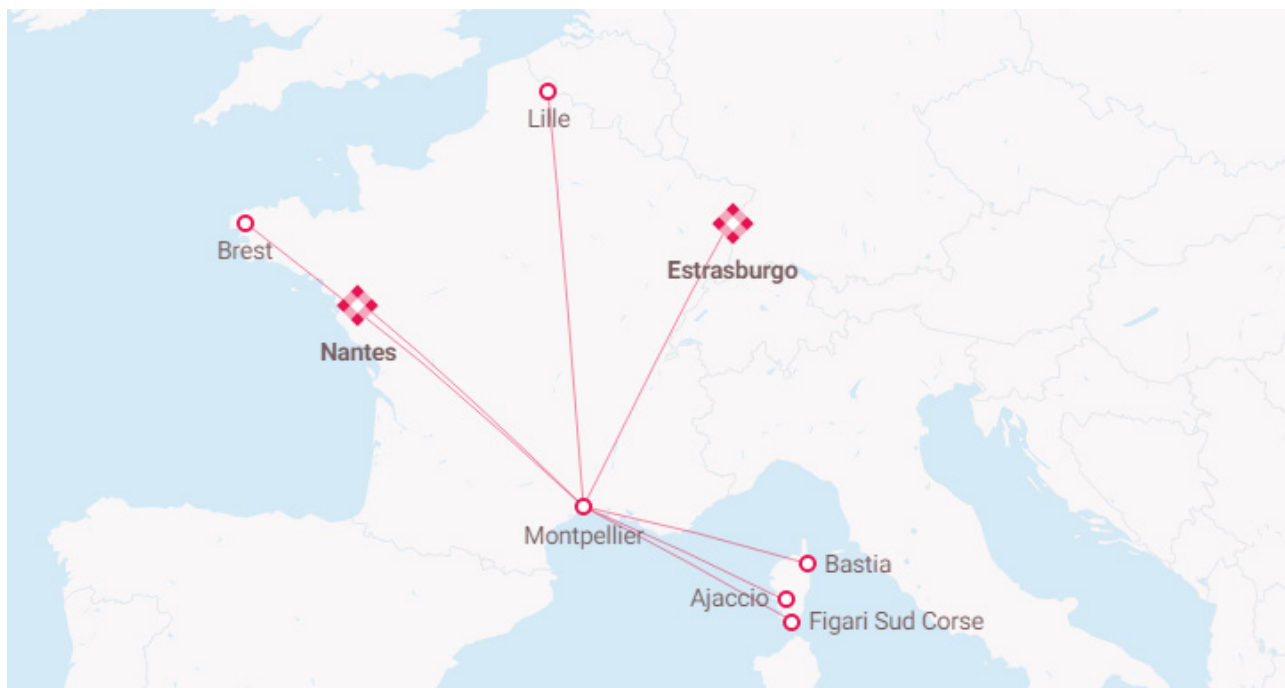 Lille
Brest
Estrasburgo
Nantes
Montpellier
Bastia
Ajaccio
Figari Sud Corse